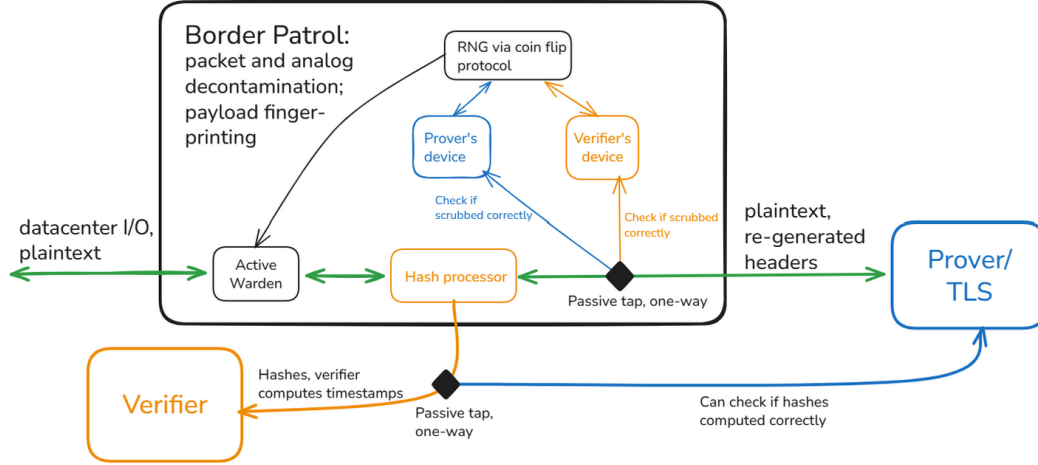 Border Patrol:
packet and analog
decontamination;
payload finger-
printing
RNG via coin flip
protocol
Prover's
device
Verifier's
device
Check if
scrubbed correctly
Check if scrubbed
correctly
datacenter I/O,
plaintext
Active
Warden
Hash processor
Passive tap, one-way
plaintext,
re-generated
headers
Prover/
TLS
Verifier
Hashes, verifier
computes timestamps
Passive tap,
one-way
Can check if hashes
computed correctly